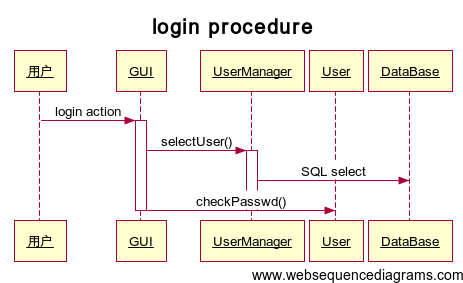 login procedure
用户 GUI UserManager User DataBase
login action
selectUser()
SQL select
checkPasswd()
用户 GUI UserManager User DataBase
www.websequencediagrams.com